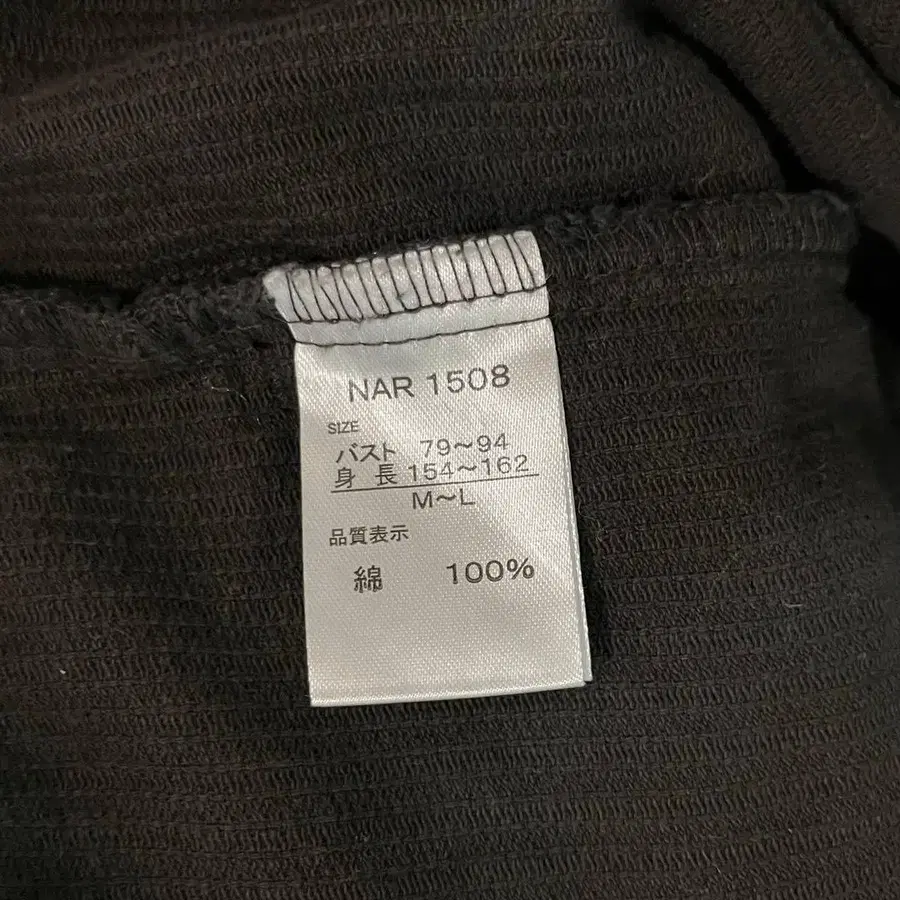 NAR 1508
SIZE
バスト 79～94
身 長 154～162
M～L
品質表示
綿 100%